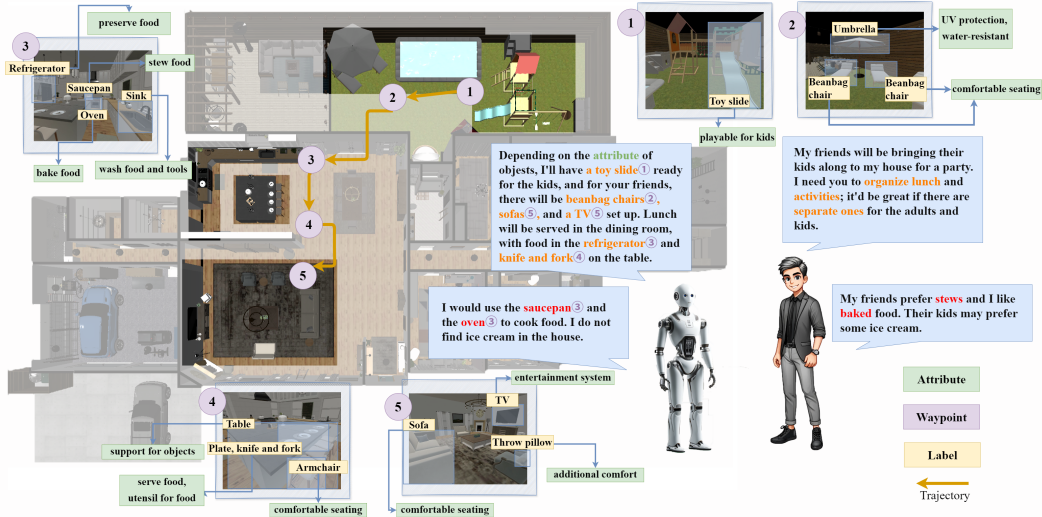 3
preserve food
Refrigerator
stew food
Saucepan
Sink
Oven
bake food
wash food and tools
1
Toy slide
playable for kids
2
Umbrella
UV protection,
water-resistant
Beanbag
chair
Beanbag
chair
comfortable seating
1
2
3
4
5
Depending on the attribute of
objects, I'll have a toy slide① ready
for the kids, and for your friends,
there will be beanbag chairs②,
sofas⑤, and a TV⑤ set up. Lunch
will be served in the dining room,
with food in the refrigerator③ and
knife and fork④ on the table.
My friends will be bringing their
kids along to my house for a party.
I need you to organize lunch and
activities; it'd be great if there are
separate ones for the adults and
kids.
I would use the saucepan③ and
the oven③ to cook food. I do not
find ice cream in the house.
My friends prefer stews and I like
baked food. Their kids may prefer
some ice cream.
4
Table
support for objects
Plate, knife and fork
Armchair
serve food,
utensil for food
comfortable seating
5
entertainment system
TV
Sofa
Throw pillow
additional comfort
comfortable seating
Attribute
Waypoint
Label
Trajectory